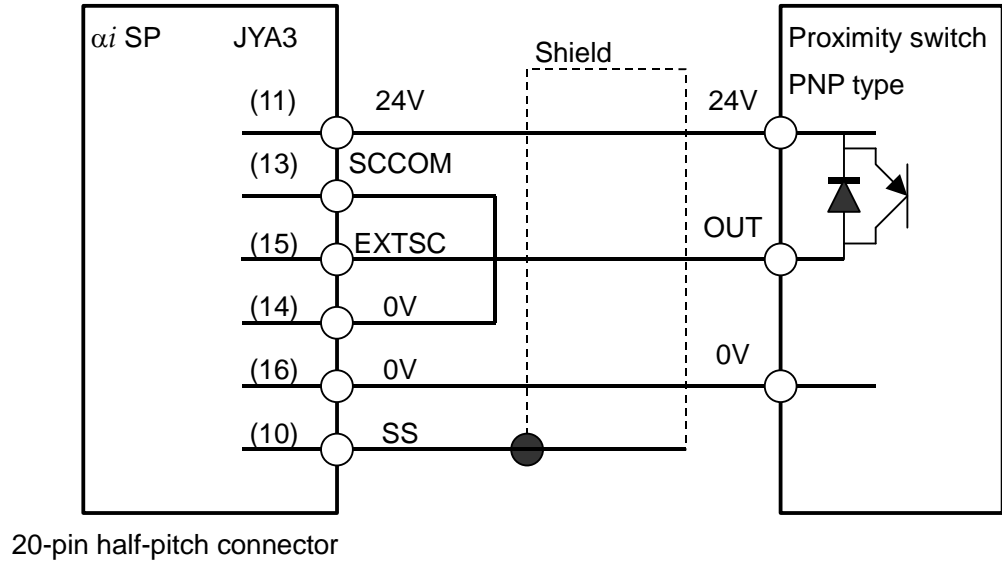 αi SP JYA3 Proximity switch
Shield
PNP type
(11) 24V 24V
(13) SCCOM
OUT
(15) EXTSC
(14) 0V
0V
(16) 0V
(10) SS
20-pin half-pitch connector